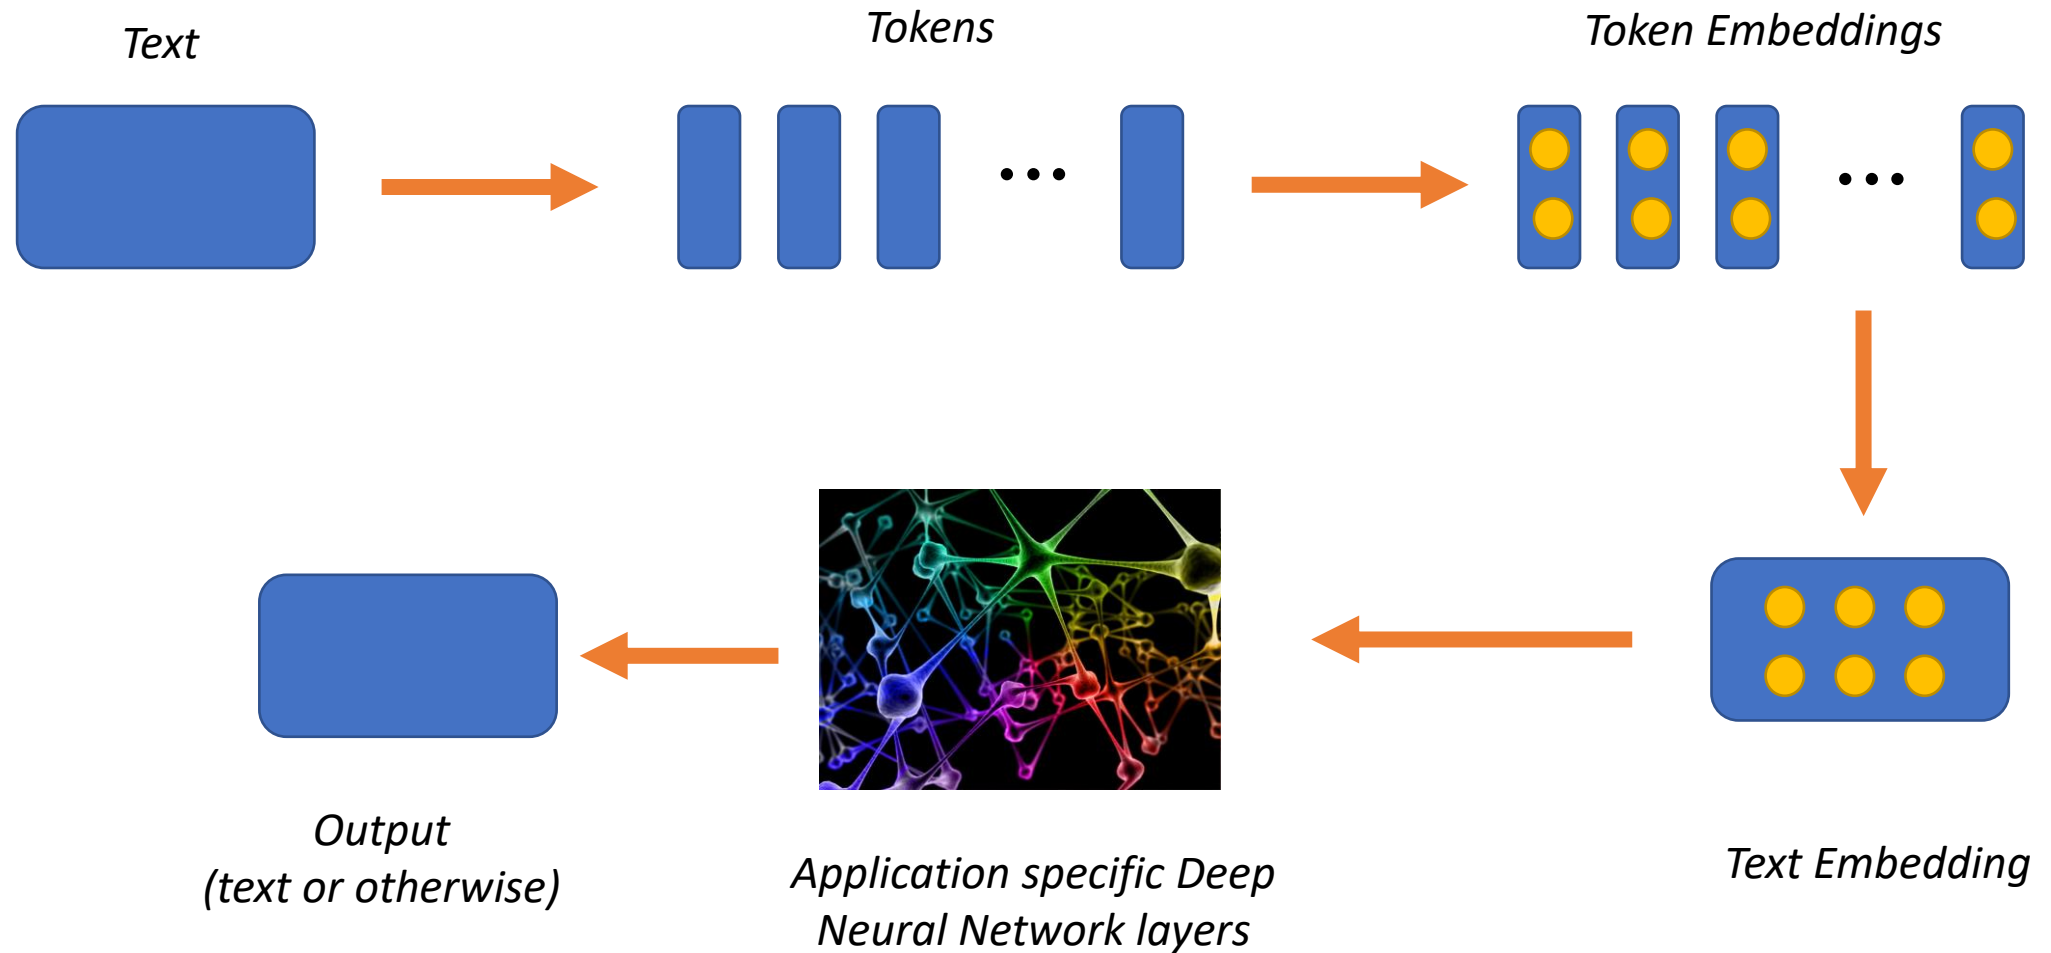 Text
Tokens
Token Embeddings
Output
(text or otherwise)
Application specific Deep
Neural Network layers
Text Embedding